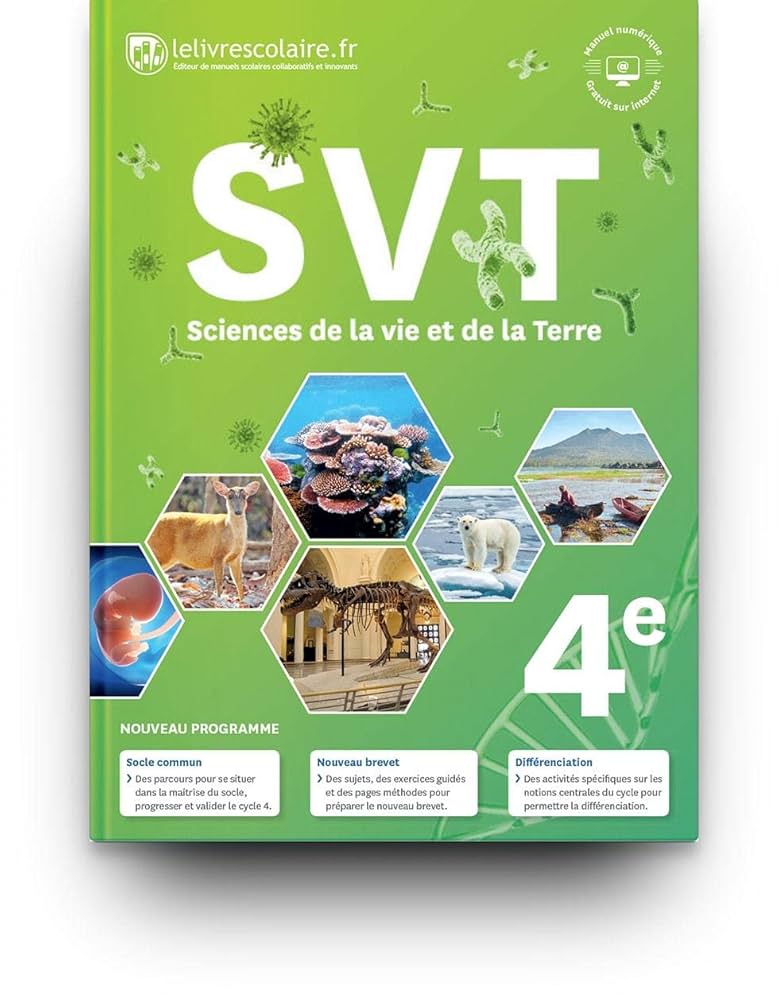 lelivrescolaire.fr
Éditeur de manuels scolaires collaboratifs et innovants
Manuel numérique
@
Gratuit sur internet
SVT
Sciences de la vie et de la Terre
4e
NOUVEAU PROGRAMME
Socle commun
❯ Des parcours pour se situer
dans la maitrise du socle,
progresser et valider le cycle 4.
Nouveau brevet
❯ Des sujets, des exercices guidés
et des pages méthodes pour
préparer le nouveau brevet.
Différenciation
❯ Des activités spécifiques sur les
notions centrales du cycle pour
permettre la différenciation.